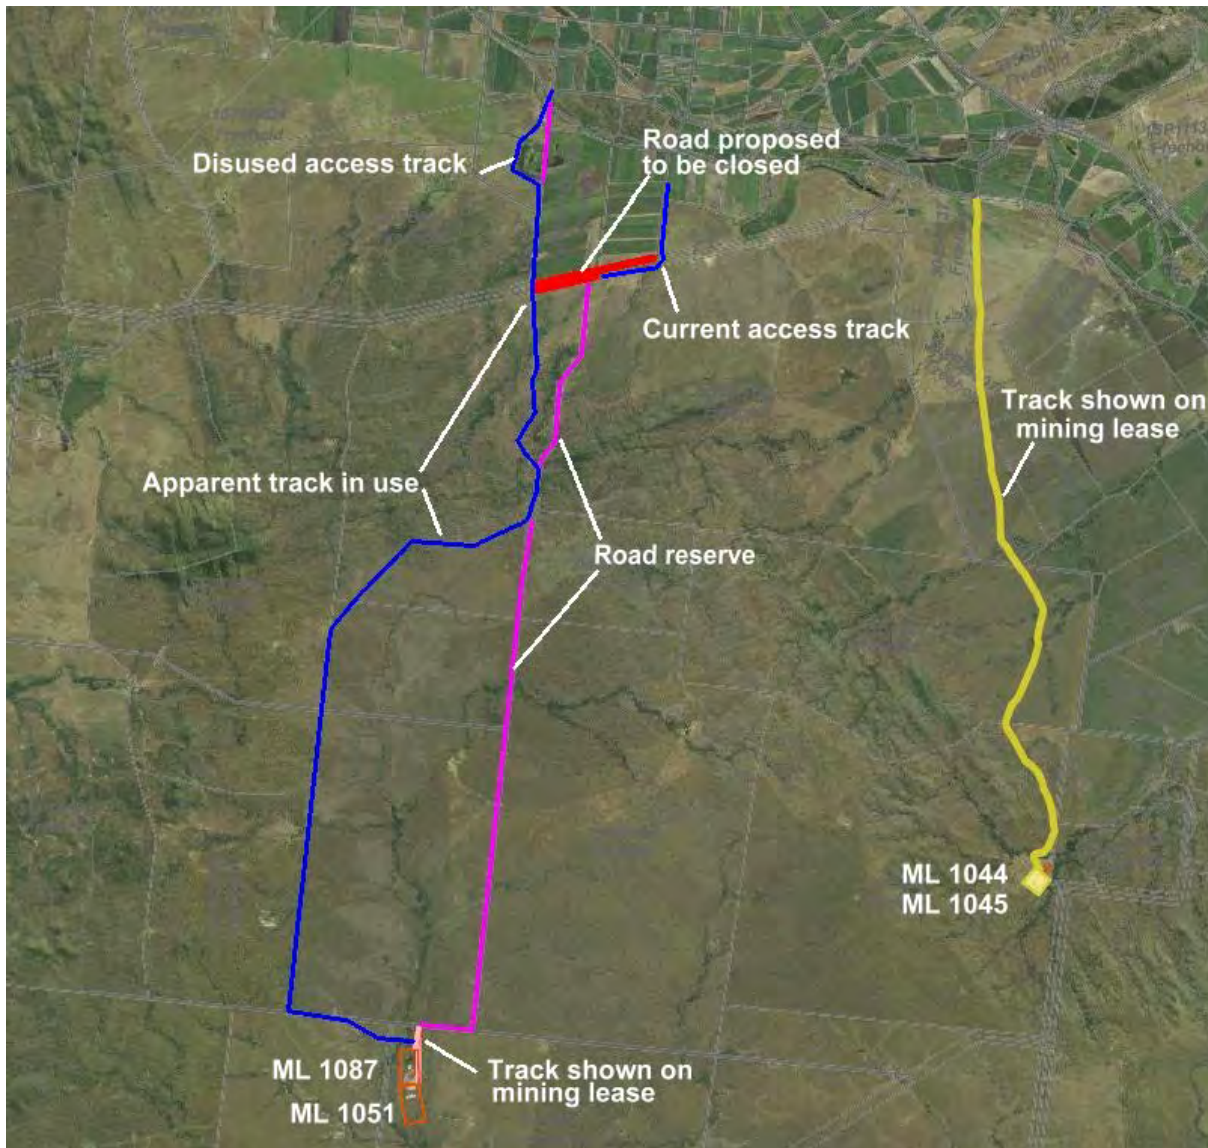 Road proposed
to be closed
Disused access track
Current access track
Track shown on
mining lease
Apparent track in use
Road reserve
ML 1044
ML 1045
Track shown on
mining lease
ML 1087
ML 1051